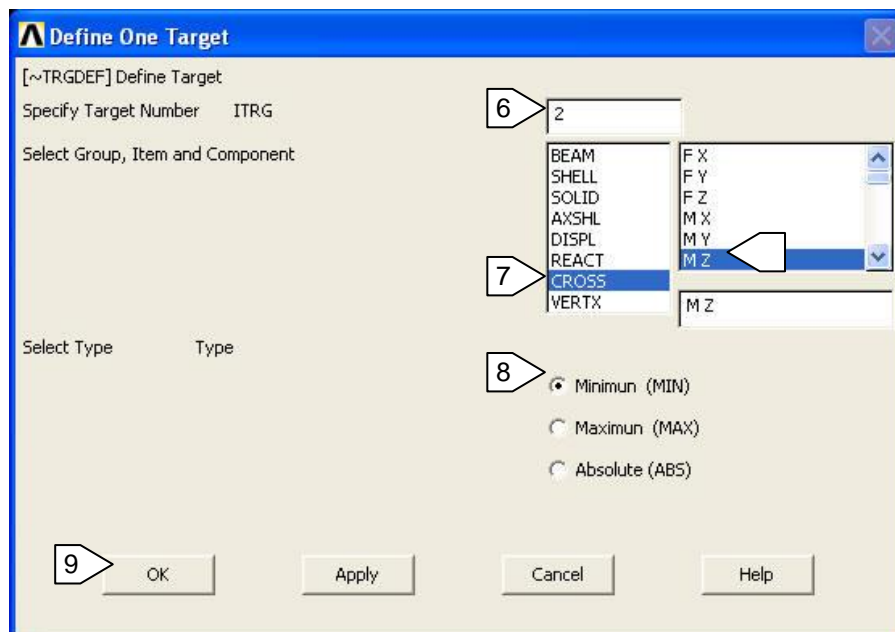 Define One Target
[~TRGDEF] Define Target
Specify Target Number ITRG
6
2
Select Group, Item and Component
BEAM
SHELL
SOLID
AXSHL
DISPL
REACT
CROSS
VERTX
F X
F Y
F Z
M X
M Y
M Z
7
M Z
Select Type Type
8
Minimun (MIN)
Maximun (MAX)
Absolute (ABS)
9
OK
Apply
Cancel
Help